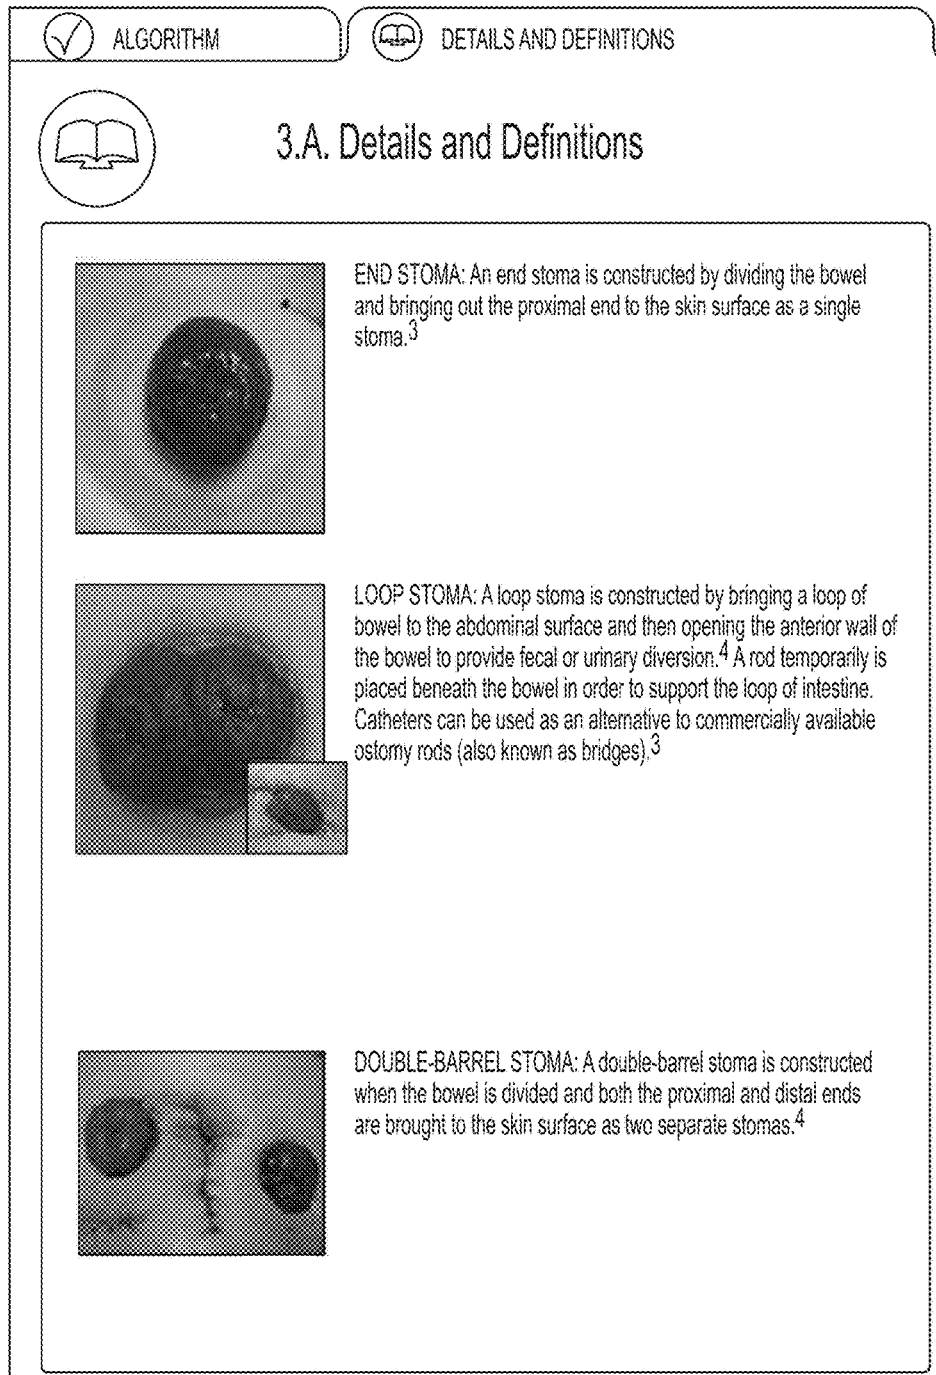 ALGORITHM
DETAILS AND DEFINITIONS
3.A. Details and Definitions
END STOMA: An end stoma is constructed by dividing the bowel
and bringing out the proximal end to the skin surface as a single
stoma.3
LOOP STOMA: A loop stoma is constructed by bringing a loop of
bowel to the abdominal surface and then opening the anterior wall of
the bowel to provide fecal or urinary diversion.4 A rod temporarily is
placed beneath the bowel in order to support the loop of intestine.
Catheters can be used as an alternative to commercially available
ostomy rods (also known as bridges).3
DOUBLE-BARREL STOMA: A double-barrel stoma is constructed
when the bowel is divided and both the proximal and distal ends
are brought to the skin surface as two separate stomas.4